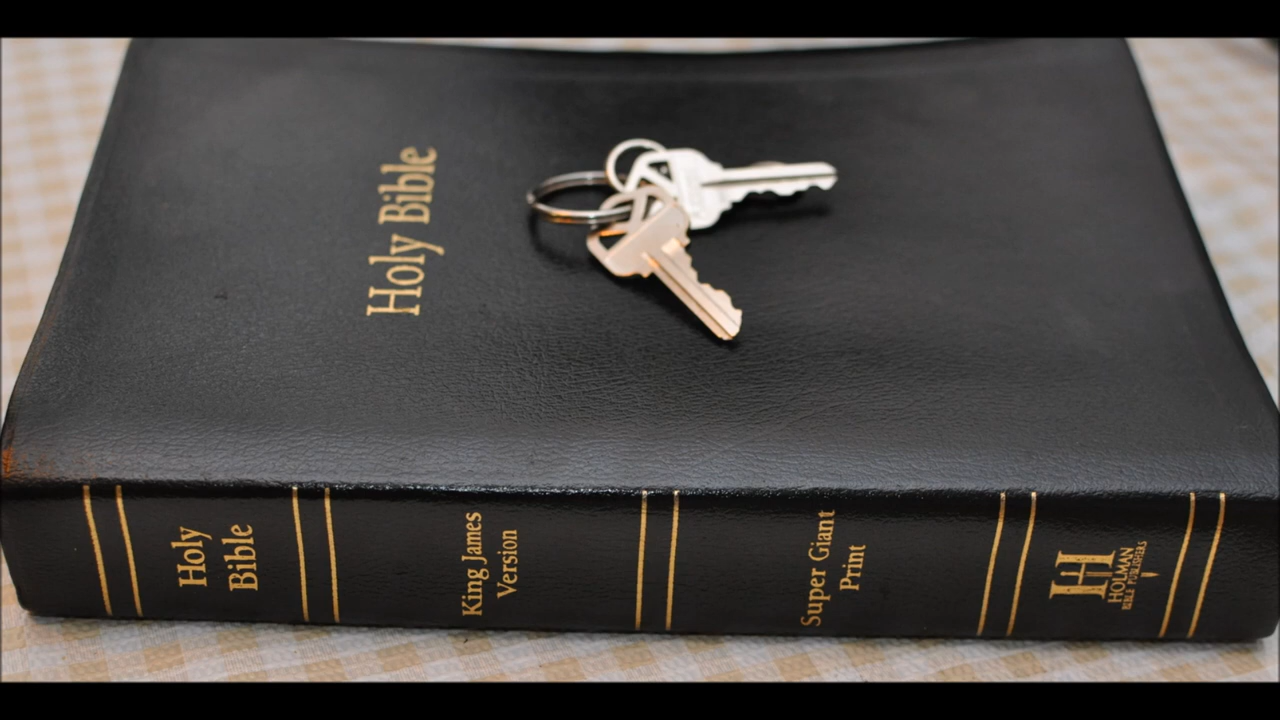 Holy Bible
Holy
Bible
King James
Version
Super Giant
Print
HOLMAN
BIBLE PUBLISHERS